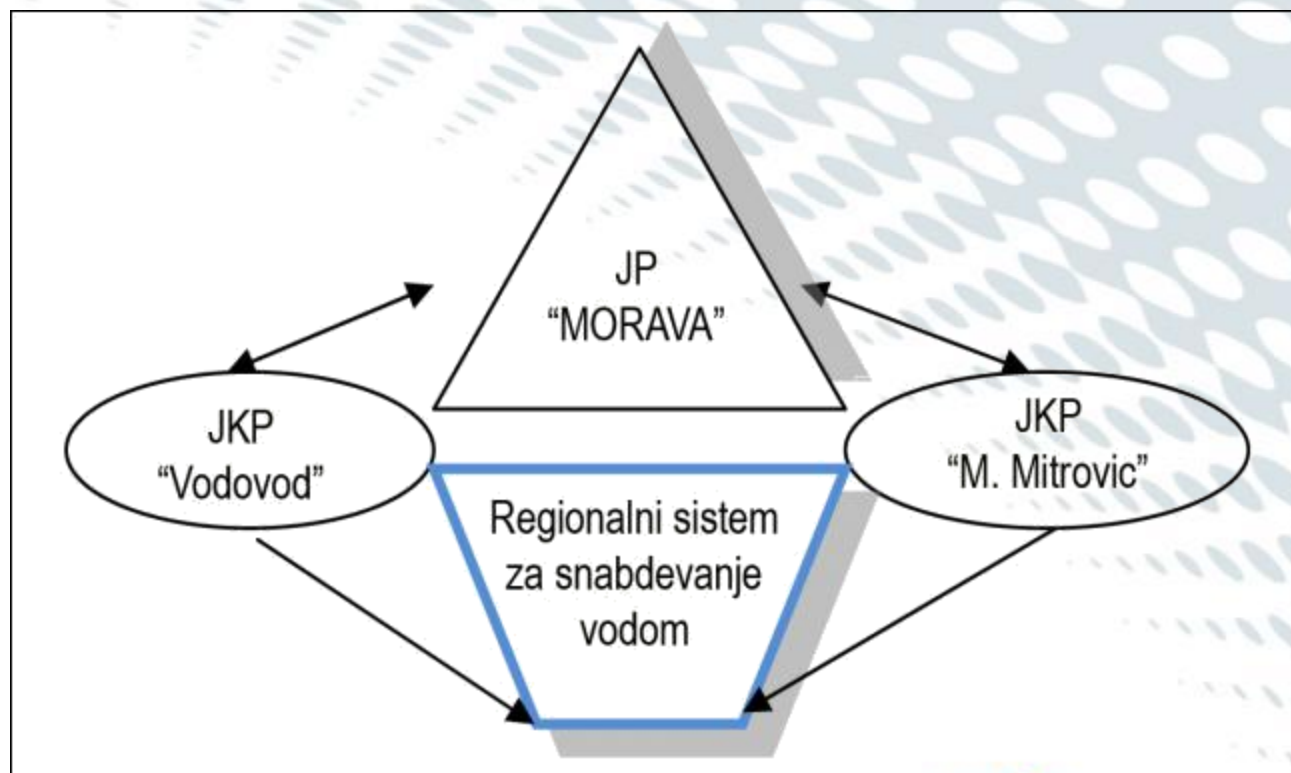 JP
“MORAVA”
JKP
“Vodovod”
JKP
“M. Mitrovic”
Regionalni sistem
za snabdevanje
vodom